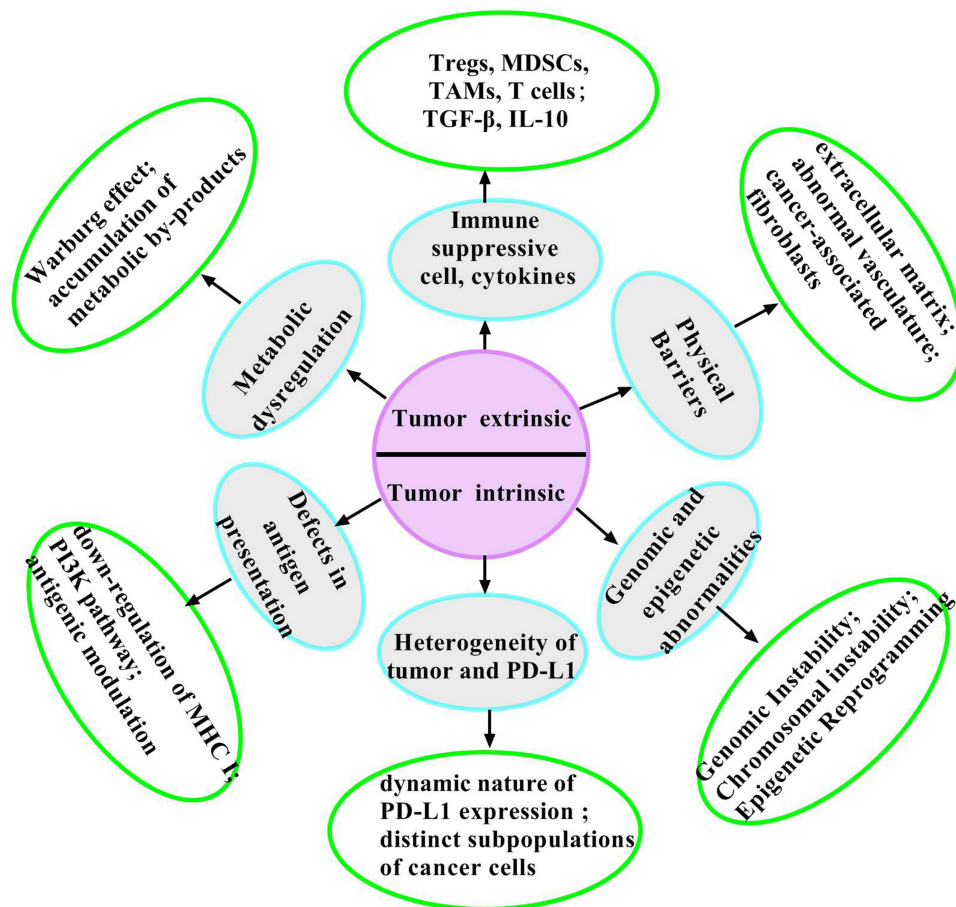 Tregs, MDSCs,
TAMs, T cells;
TGF-β, IL-10
Immune
suppressive
cell, cytokines
Warburg effect;
accumulation of
metabolic by-products
Metabolic
dysregulation
extracellular matrix;
abnormal vasculature;
cancer-associated
fibroblasts
Physical
Barriers
Tumor extrinsic
Tumor intrinsic
Defects in
antigen
presentation
down-regulation of MHC I;
PI3K pathway;
antigenic modulation
Heterogeneity of
tumor and PD-L1
dynamic nature of
PD-L1 expression ;
distinct subpopulations
of cancer cells
Genomic and
epigenetic
abnormalities
Genomic Instability;
Chromosomal instability;
Epigenetic Reprogramming